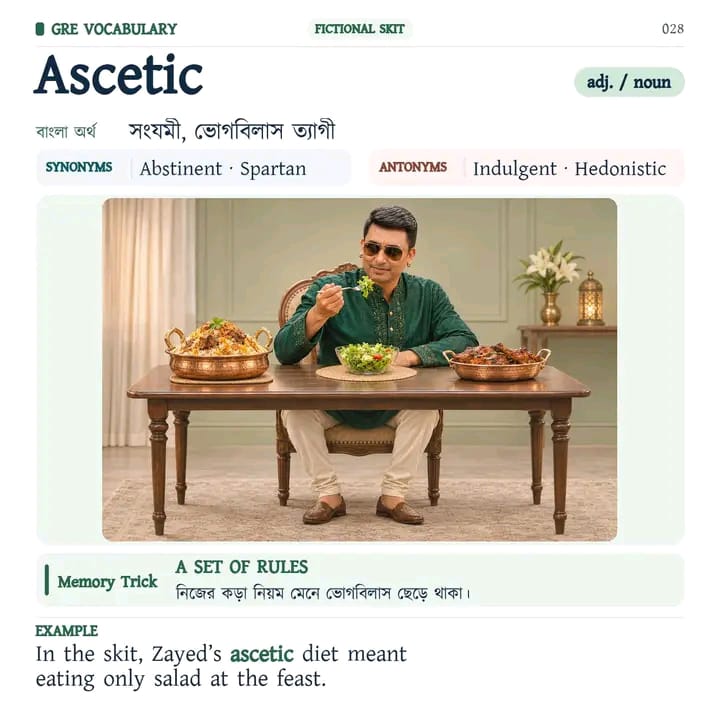 GRE VOCABULARY
FICTIONAL SKIT
028
Ascetic
adj. / noun
বাংলা অর্থ সংযমী, ভোগবিলাস ত্যাগী
SYNONYMS Abstinent · Spartan
ANTONYMS Indulgent · Hedonistic
Memory Trick
A SET OF RULES
নিজের কড়া নিয়ম মেনে ভোগবিলাস ছেড়ে থাকা।
EXAMPLE
In the skit, Zayed’s ascetic diet meant
eating only salad at the feast.